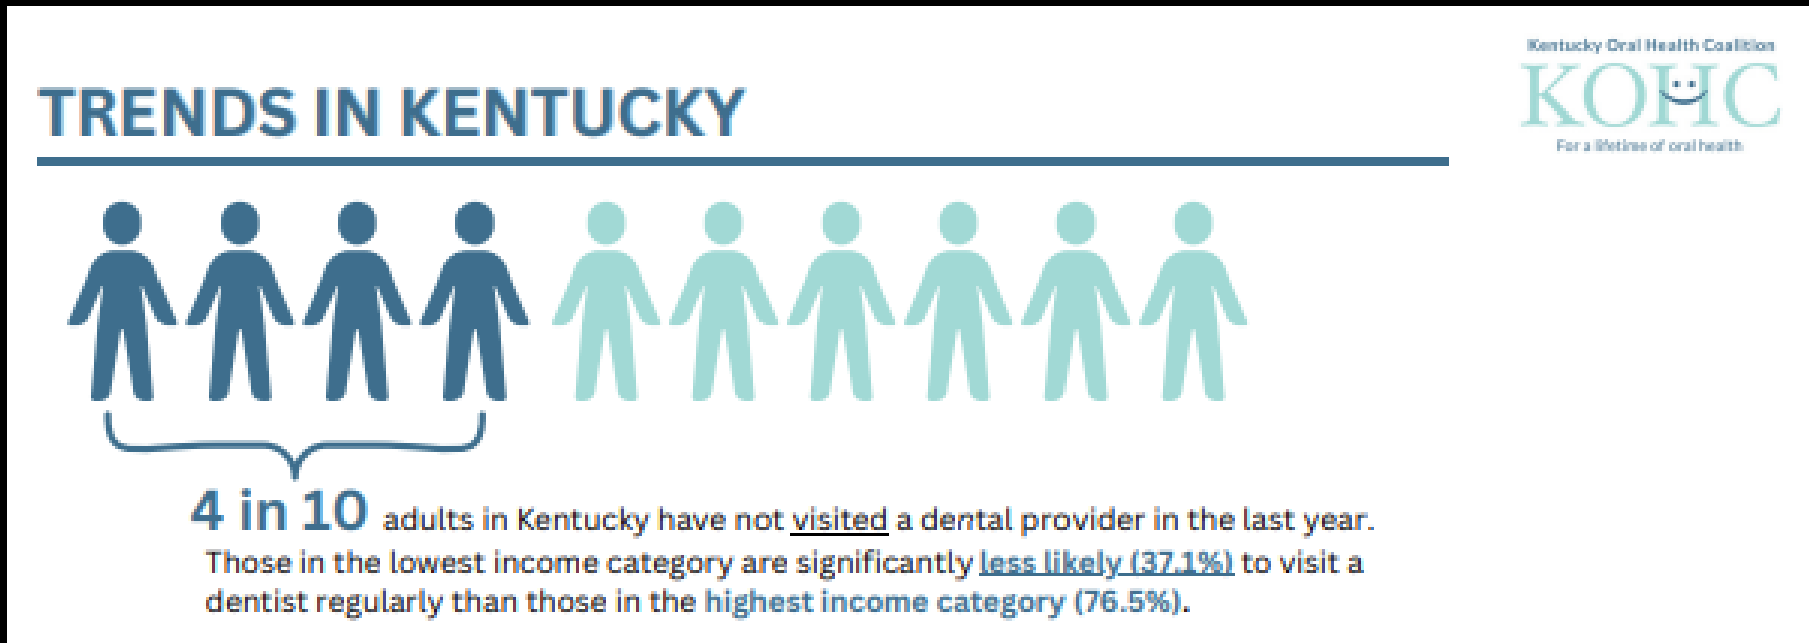 Kentucky Oral Health Coalition
KOHC
For a lifetime of oral health
TRENDS IN KENTUCKY
4 in 10 adults in Kentucky have not visited a dental provider in the last year.
Those in the lowest income category are significantly less likely (37.1%) to visit a
dentist regularly than those in the highest income category (76.5%).